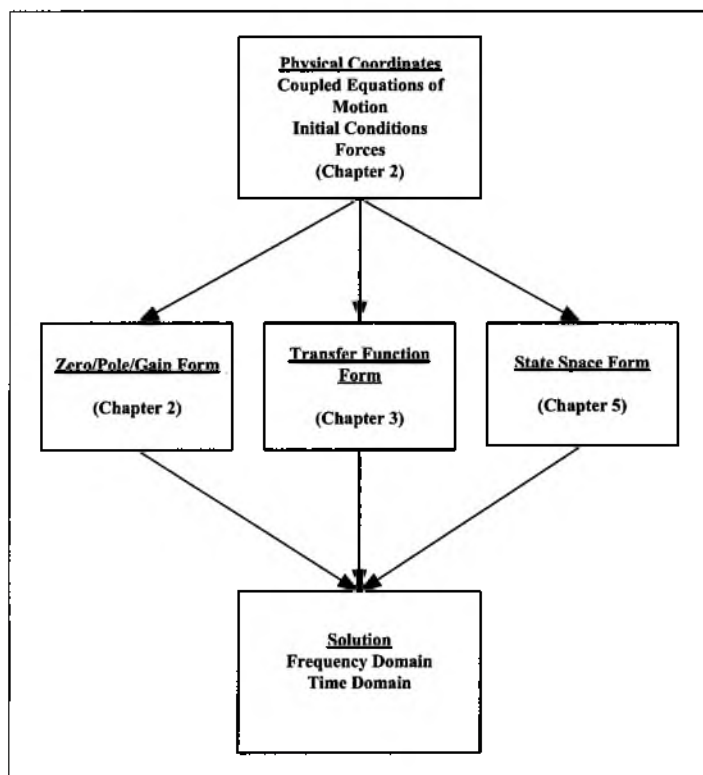 Physical Coordinates
Coupled Equations of
Motion
Initial Conditions
Forces
(Chapter 2)
Zero/Pole/Gain Form
(Chapter 2)
Transfer Function
Form
(Chapter 3)
State Space Form
(Chapter 5)
Solution
Frequency Domain
Time Domain